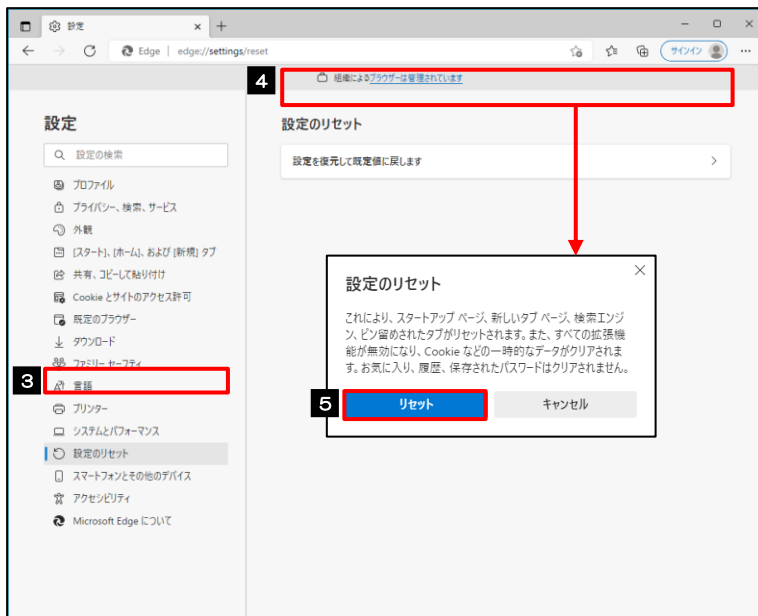 設定
Edge | edge://settings/reset
サインイン
4
組織によるブラウザーは管理されています
設定
設定の検索
プロファイル
プライバシー、検索、サービス
外観
[スタート]、[ホーム]、および [新規] タブ
共有、コピーして貼り付け
Cookie とサイトのアクセス許可
既定のブラウザー
ダウンロード
ファミリー セーフティ
3
言語
プリンター
システムとパフォーマンス
設定のリセット
スマートフォンとその他のデバイス
アクセシビリティ
Microsoft Edge について
設定のリセット
設定を復元して既定値に戻します
設定のリセット
これにより、スタートアップ ページ、新しいタブ ページ、検索エンジ
ン、ピン留めされたタブがリセットされます。また、すべての拡張機
能が無効になり、Cookie などの一時的なデータがクリアされま
す。お気に入り、履歴、保存されたパスワードはクリアされません。
5
リセット
キャンセル